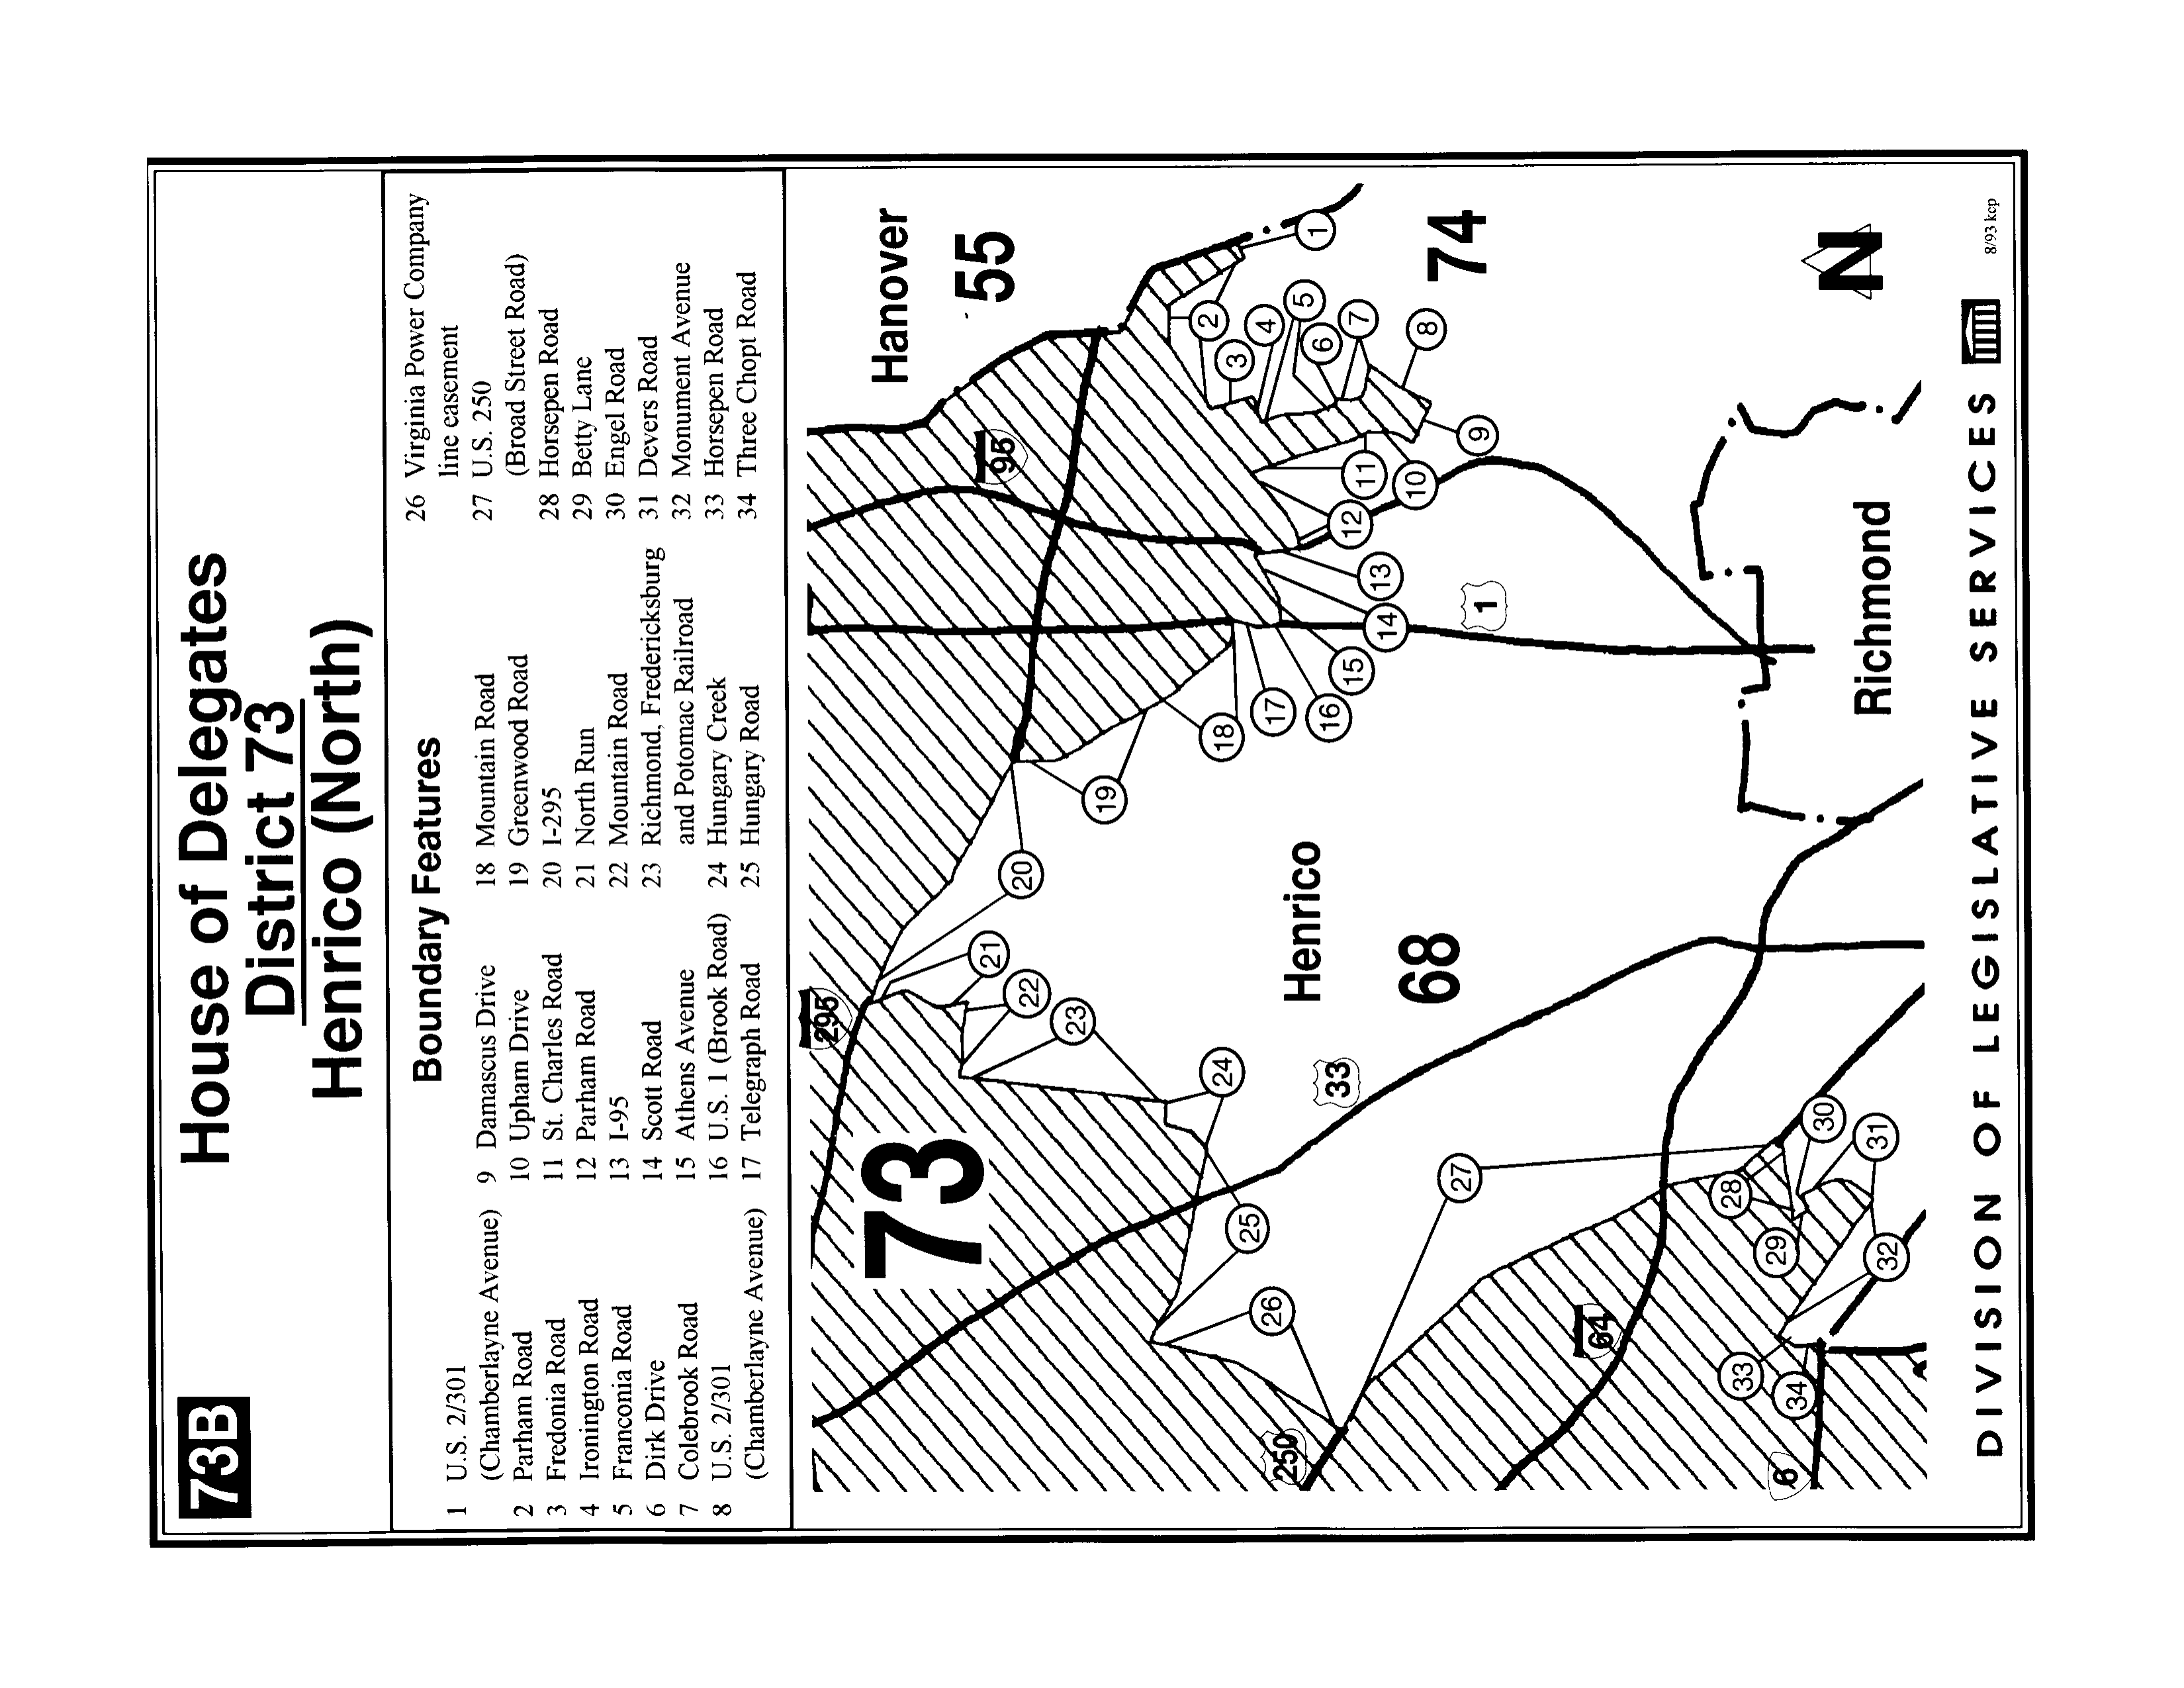 73B
House of Delegates
District 73
Henrico (North)
Boundary Features
1 U.S. 2/301
(Chamberlayne Avenue)
2 Parham Road
3 Fredonia Road
4 Ironington Road
5 Franconia Road
6 Dirk Drive
7 Colebrook Road
8 U.S. 2/301
(Chamberlayne Avenue)
9 Damascus Drive
10 Upham Drive
11 St. Charles Road
12 Parham Road
13 I-95
14 Scott Road
15 Athens Avenue
16 U.S. 1 (Brook Road)
17 Telegraph Road
18 Mountain Road
19 Greenwood Road
20 I-295
21 North Run
22 Mountain Road
23 Richmond, Fredericksburg
and Potomac Railroad
24 Hungary Creek
25 Hungary Road
26 Virginia Power Company
line easement
27 U.S. 250
(Broad Street Road)
28 Horsepen Road
29 Betty Lane
30 Engel Road
31 Devers Road
32 Monument Avenue
33 Horsepen Road
34 Three Chopt Road
295
Hanover
73
95
55
20
21
22
23
19
2
1
3
4
5
6
7
8
74
18
17
16
15
14
13
12
11
10
9
24
25
26
250
Henrico
33
68
27
1
64
28
29
30
31
32
33
34
6
Richmond
N
DIVISION OF LEGISLATIVE SERVICES
8/93 kcp